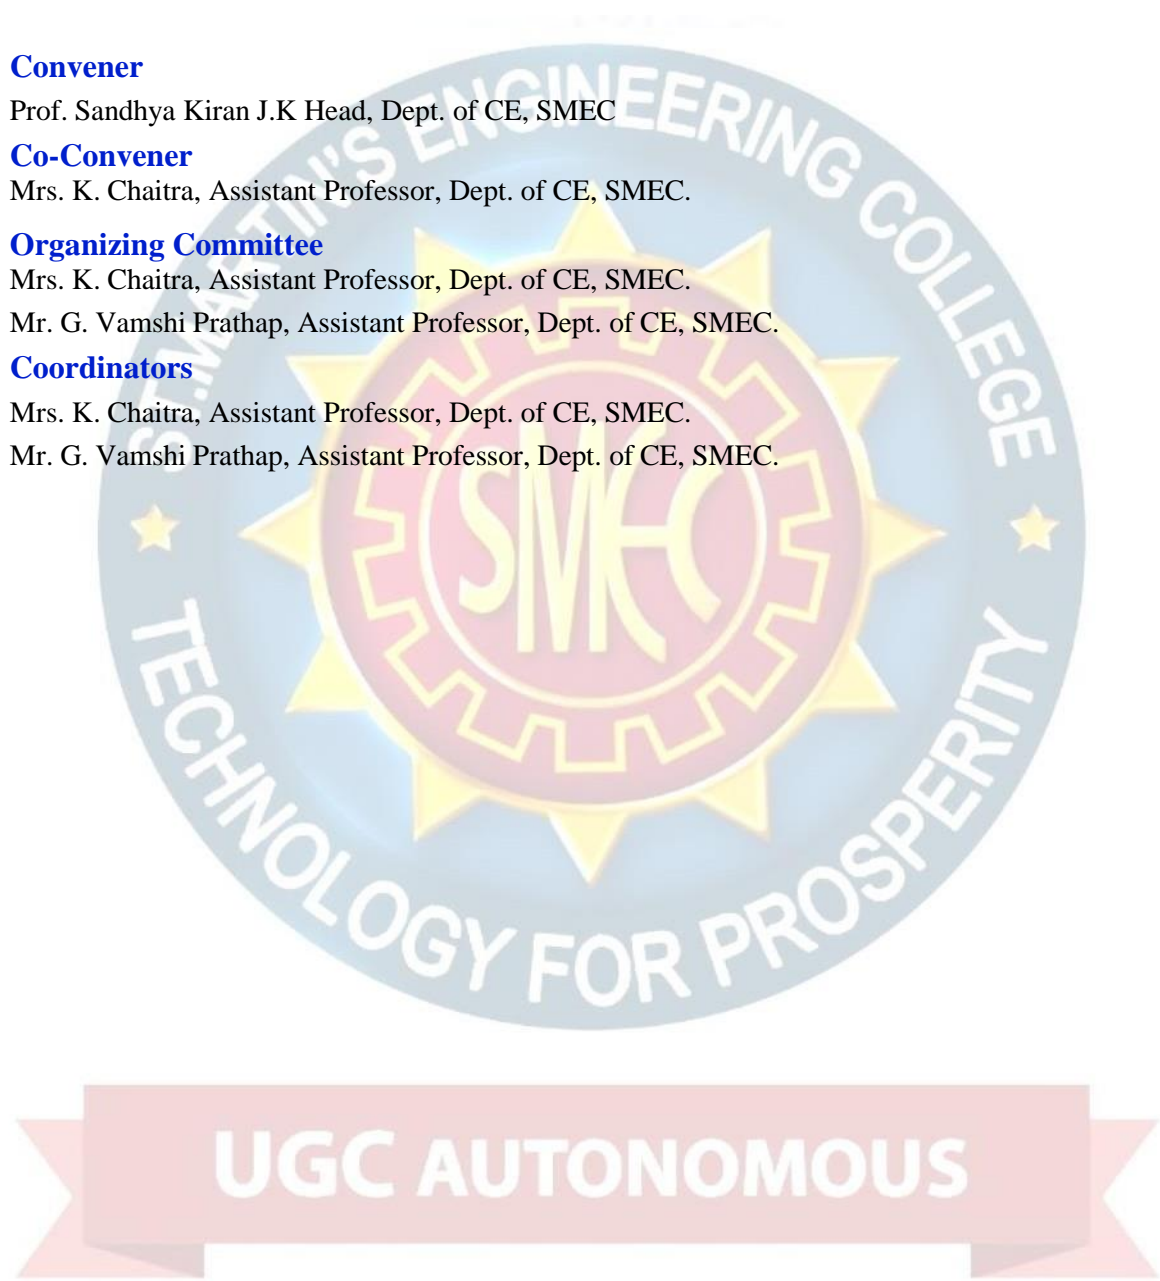 Convener
Prof. Sandhya Kiran J.K Head, Dept. of CE, SMEC
Co-Convener
Mrs. K. Chaitra, Assistant Professor, Dept. of CE, SMEC.
Organizing Committee
Mrs. K. Chaitra, Assistant Professor, Dept. of CE, SMEC.
Mr. G. Vamshi Prathap, Assistant Professor, Dept. of CE, SMEC.
Coordinators
Mrs. K. Chaitra, Assistant Professor, Dept. of CE, SMEC.
Mr. G. Vamshi Prathap, Assistant Professor, Dept. of CE, SMEC.
ST.MARTIN'S ENGINEERING COLLEGE
SMEC
TECHNOLOGY FOR PROSPERITY
UGC AUTONOMOUS